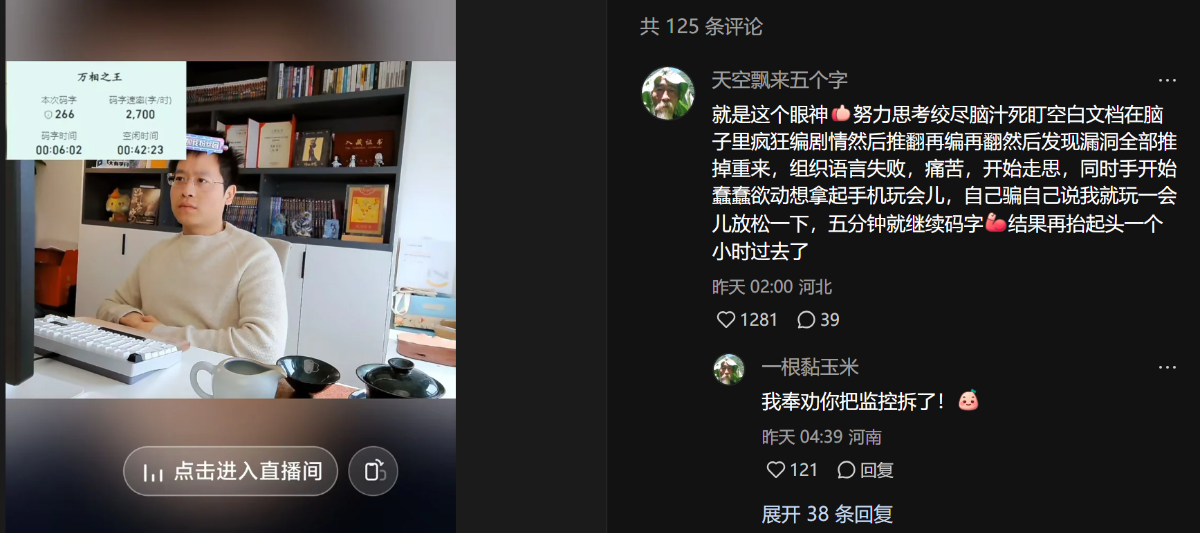 万相之王
本次码字
码字速率(字/时)
266
2,700
码字时间
空闲时间
00:06:02
00:42:23
入藏证书
点击进入直播间
共 125 条评论
天空飘来五个字
就是这个眼神👍努力思考绞尽脑汁死盯空白文档在脑
子里疯狂编剧情然后推翻再编再翻然后发现漏洞全部推
掉重来，组织语言失败，痛苦，开始走思，同时手开始
蠢蠢欲动想拿起手机玩会儿，自己骗自己说我就玩一会
儿放松一下，五分钟就继续码字💪结果再抬起头一个
小时过去了
昨天 02:00 河北
1281
39
一根黏玉米
我奉劝你把监控拆了！
昨天 04:39 河南
121
回复
展开 38 条回复